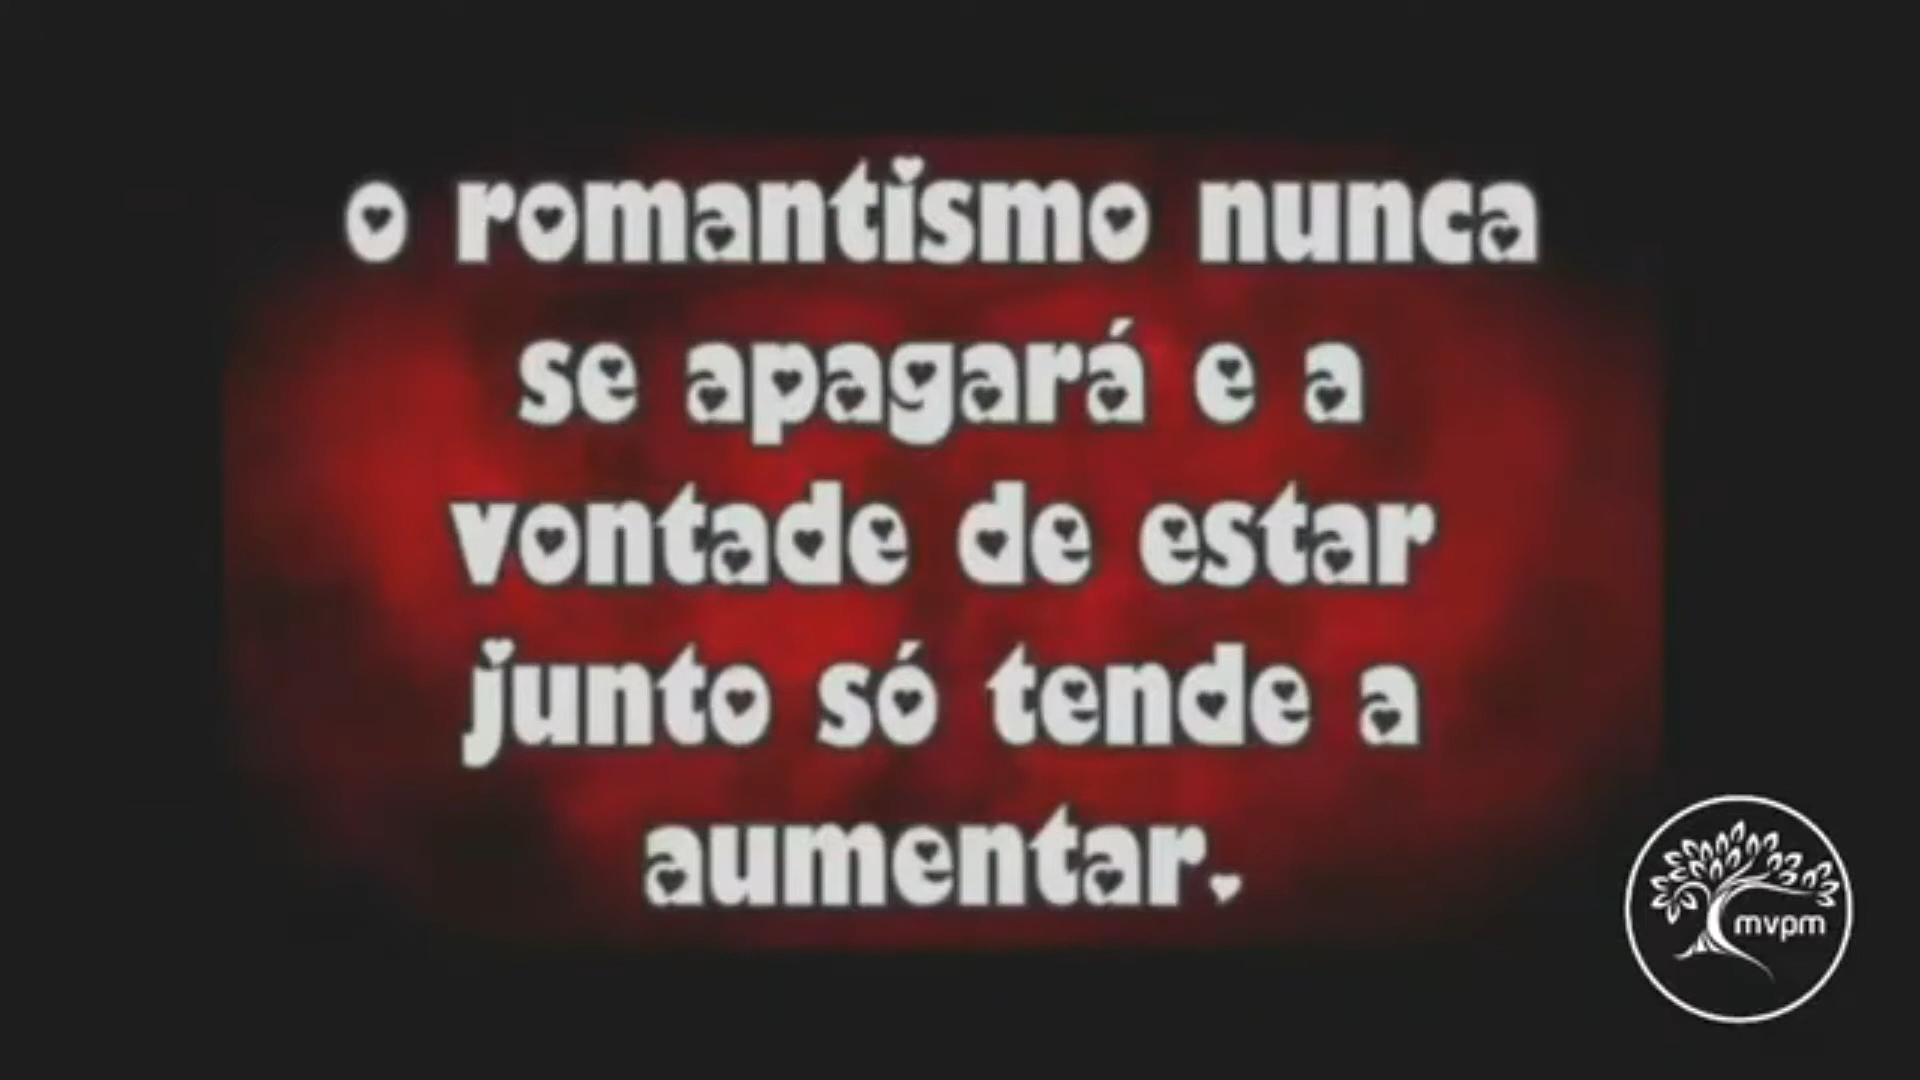 o romantismo nunca
se apagará e a
vontade de estar
junto só tende a
aumentar.
mvpm